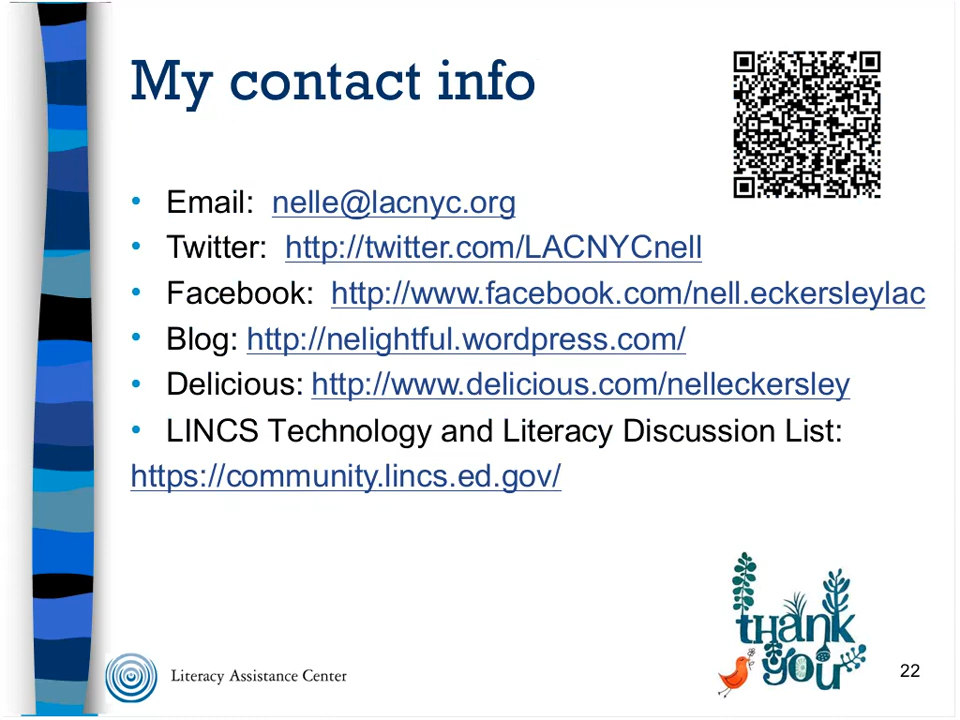 My contact info
• Email: nelle@lacnyc.org
• Twitter: http://twitter.com/LACNYCnell
• Facebook: http://www.facebook.com/nell.eckersleylac
• Blog: http://nelightful.wordpress.com/
• Delicious: http://www.delicious.com/nelleckersley
• LINCS Technology and Literacy Discussion List:
https://community.lincs.ed.gov/
thank
you
Literacy Assistance Center
22